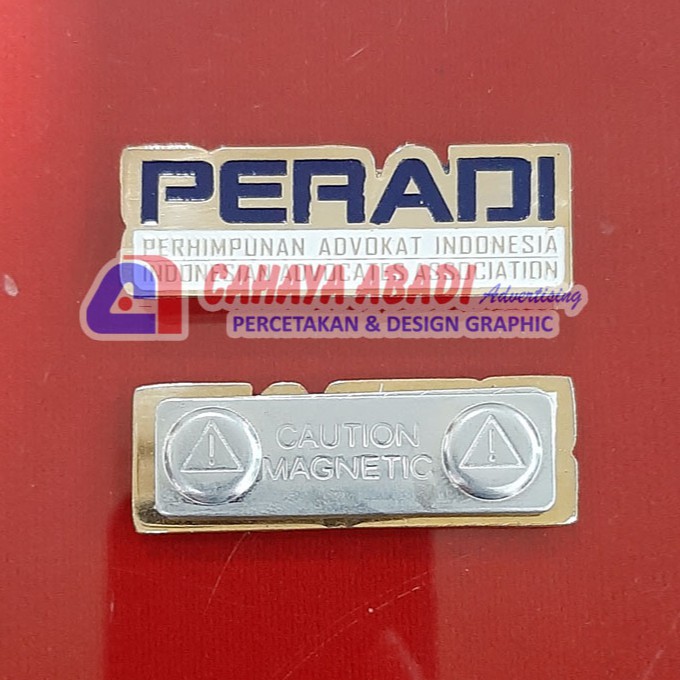 PERADI
PERHIMPUNAN ADVOKAT INDONESIA
INDONESIAN ADVOCATES ASSOCIATION
CAHAYA ABADI Advertising
PERCETAKAN & DESIGN GRAPHIC
CAUTION
MAGNETIC